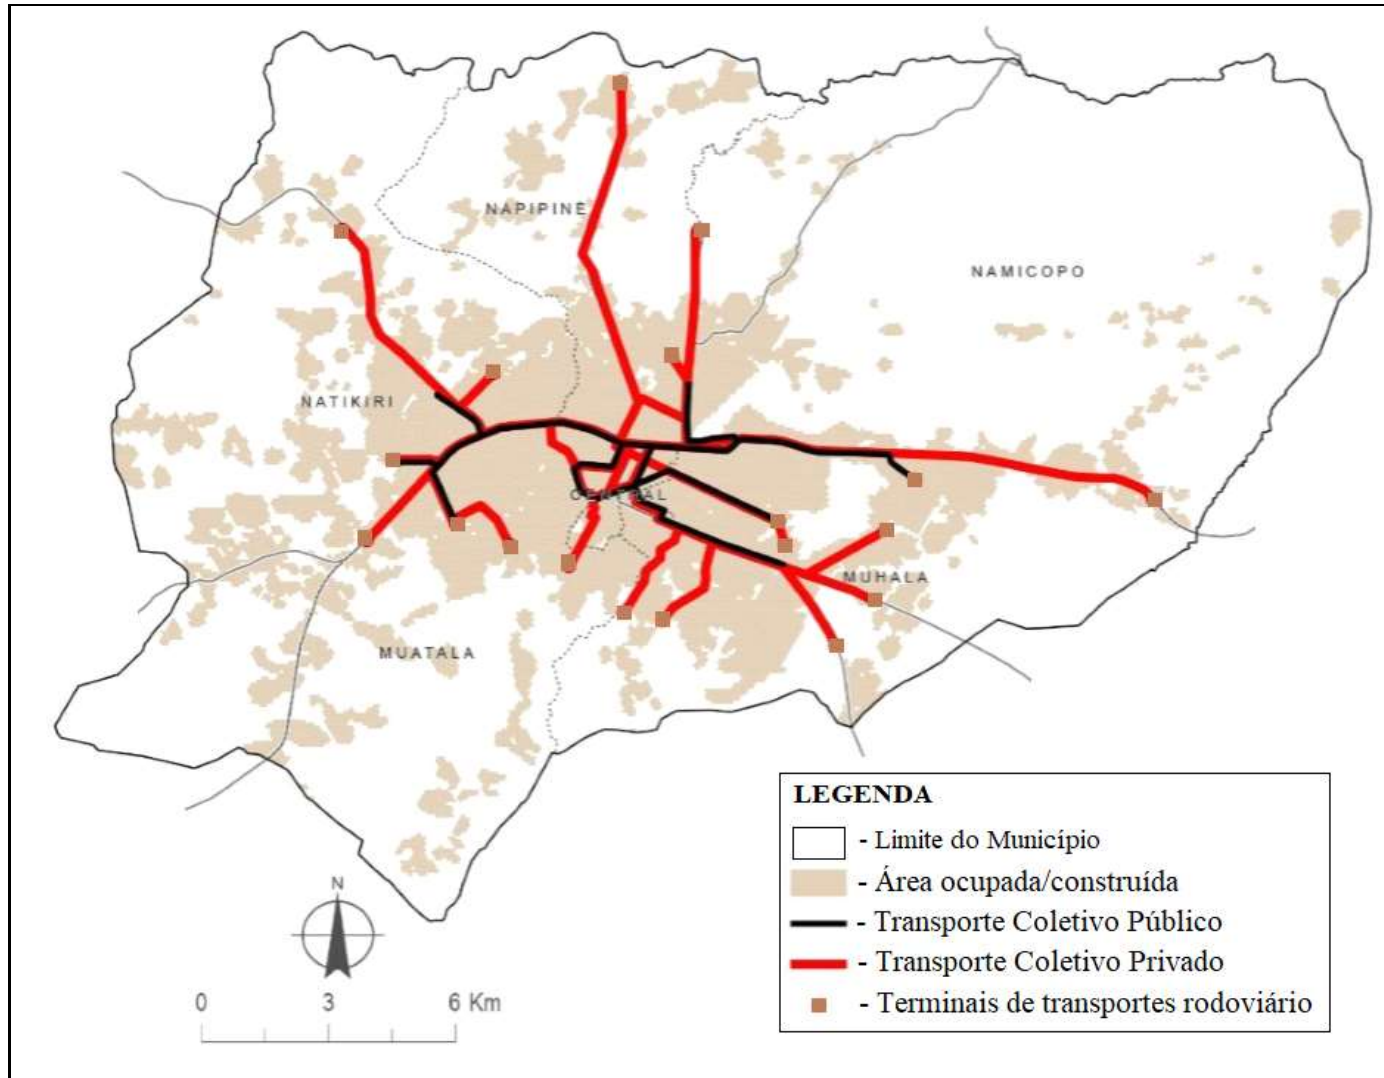 NAPIPINE
NAMICOPO
NATIKIRI
CENTRAL
MUHALA
MUATALA
LEGENDA
- Limite do Município
- Área ocupada/construída
- Transporte Coletivo Público
- Transporte Coletivo Privado
- Terminais de transportes rodoviário
N
0 3 6 Km